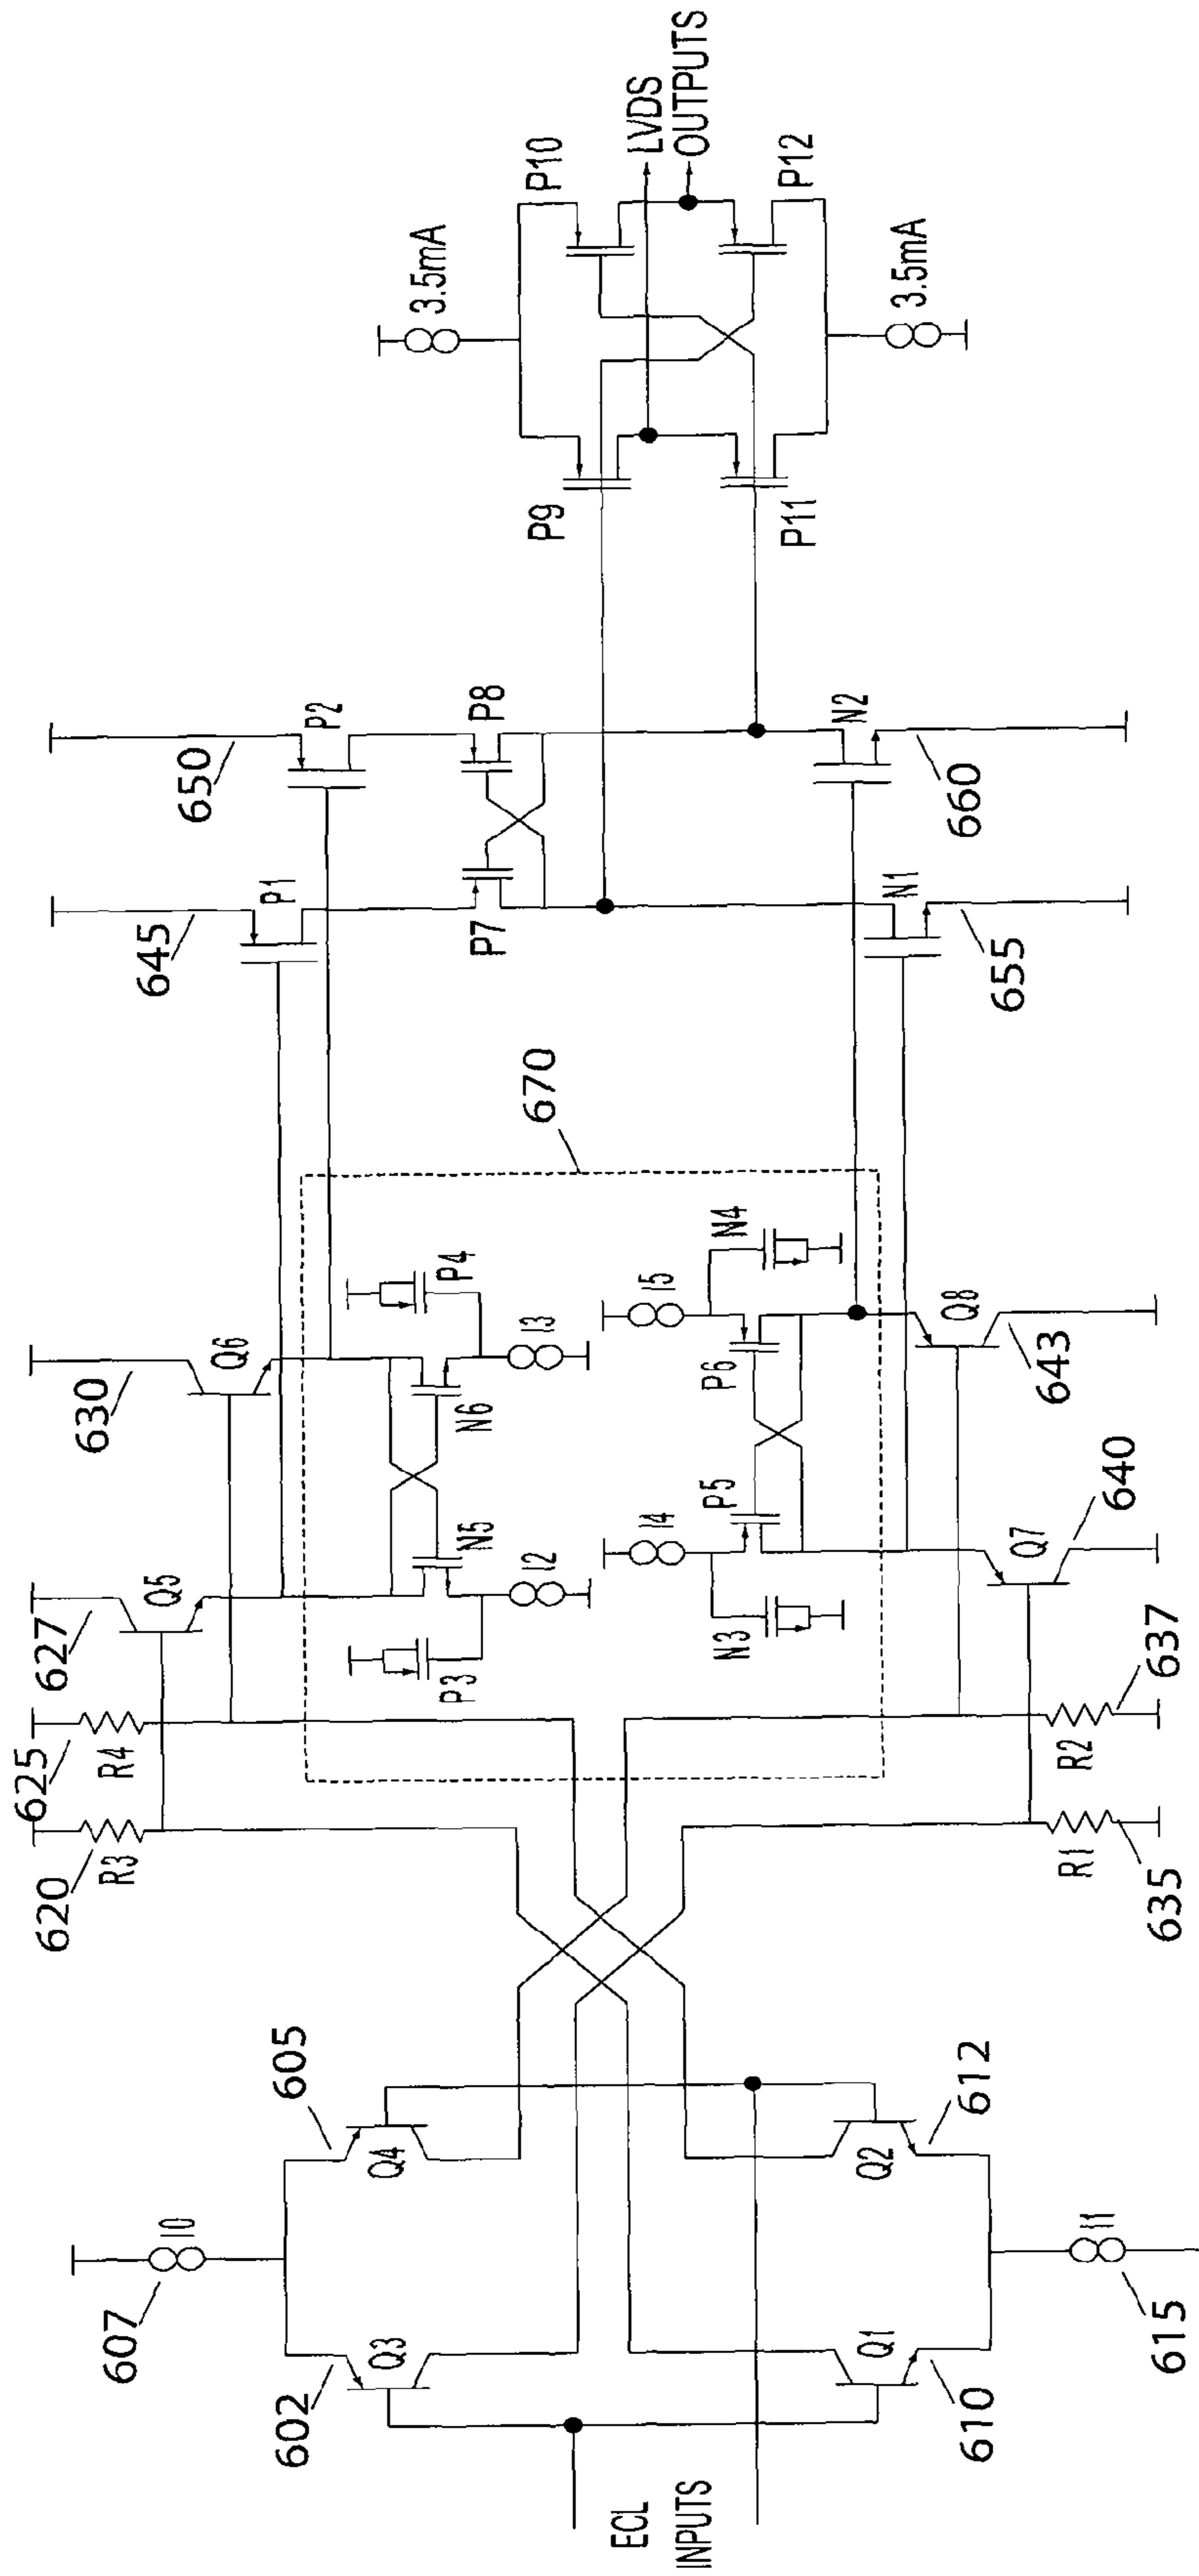 ECL
INPUTS
607
I0
602
Q3
605
Q4
610
Q1
612
Q2
615
I1
620
R3
625
R4
627
Q5
630
Q6
P3
N5
I2
N6
I3
P4
670
N3
I4
P5
P6
I5
N4
635
R1
637
R2
640
Q7
643
Q8
645
P1
650
P2
P7
P8
N1
655
N2
660
P9
P10
3.5mA
P11
P12
3.5mA
LVDS
OUTPUTS